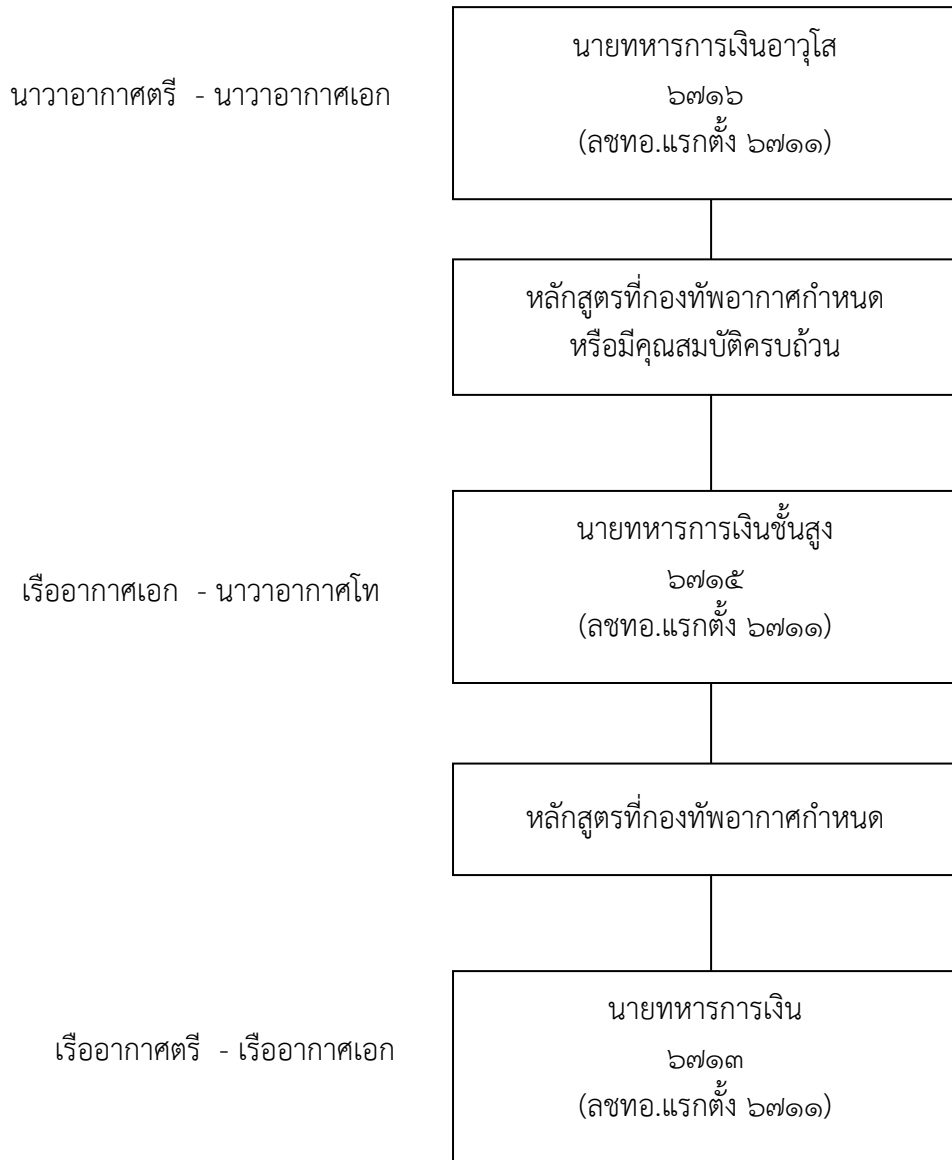 นายทหารการเงินอาวุโส
นาวาอากาศตรี - นาวาอากาศเอก
๖๗๑๖
(ลชทอ.แรกตั้ง ๖๗๑๑)
หลักสูตรที่กองทัพอากาศกำหนด
หรือมีคุณสมบัติครบถ้วน
นายทหารการเงินชั้นสูง
เรืออากาศเอก - นาวาอากาศโท
๖๗๑๕
(ลชทอ.แรกตั้ง ๖๗๑๑)
หลักสูตรที่กองทัพอากาศกำหนด
นายทหารการเงิน
เรืออากาศตรี - เรืออากาศเอก
๖๗๑๓
(ลชทอ.แรกตั้ง ๖๗๑๑)